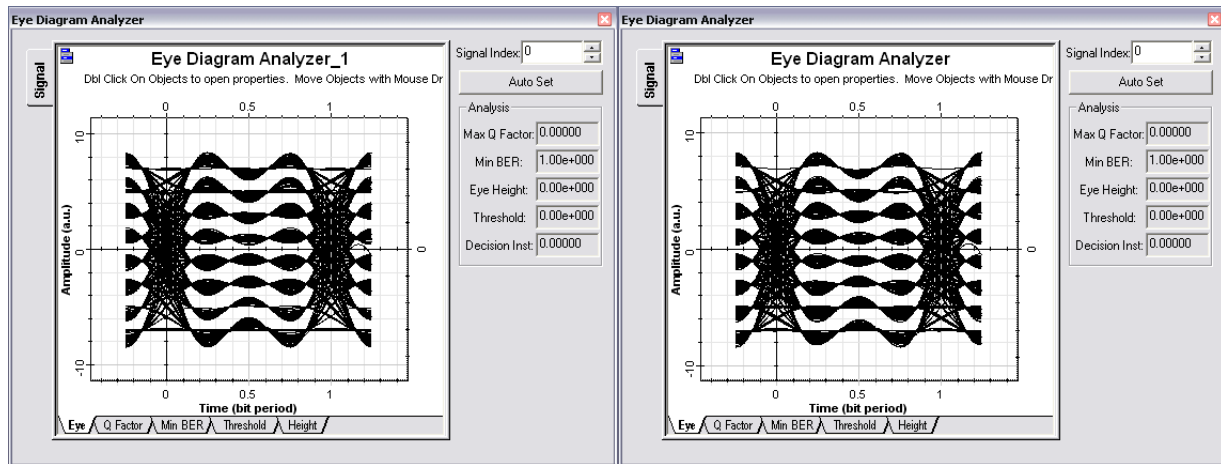 Eye Diagram Analyzer
Signal
Eye Diagram Analyzer_1
Dbl Click On Objects to open properties. Move Objects with Mouse Dr
0 0.5 1
10
0
-10
Amplitude (a.u.)
0
0 0.5 1
Time (bit period)
Eye Q Factor Min BER Threshold Height
Signal Index: 0
Auto Set
Analysis
Max Q Factor: 0.00000
Min BER: 1.00e+000
Eye Height: 0.00e+000
Threshold: 0.00e+000
Decision Inst: 0.00000
Eye Diagram Analyzer
Signal
Eye Diagram Analyzer
Dbl Click On Objects to open properties. Move Objects with Mouse Dr
0 0.5 1
10
0
-10
Amplitude (a.u.)
0
0 0.5 1
Time (bit period)
Eye Q Factor Min BER Threshold Height
Signal Index: 0
Auto Set
Analysis
Max Q Factor: 0.00000
Min BER: 1.00e+000
Eye Height: 0.00e+000
Threshold: 0.00e+000
Decision Inst: 0.00000